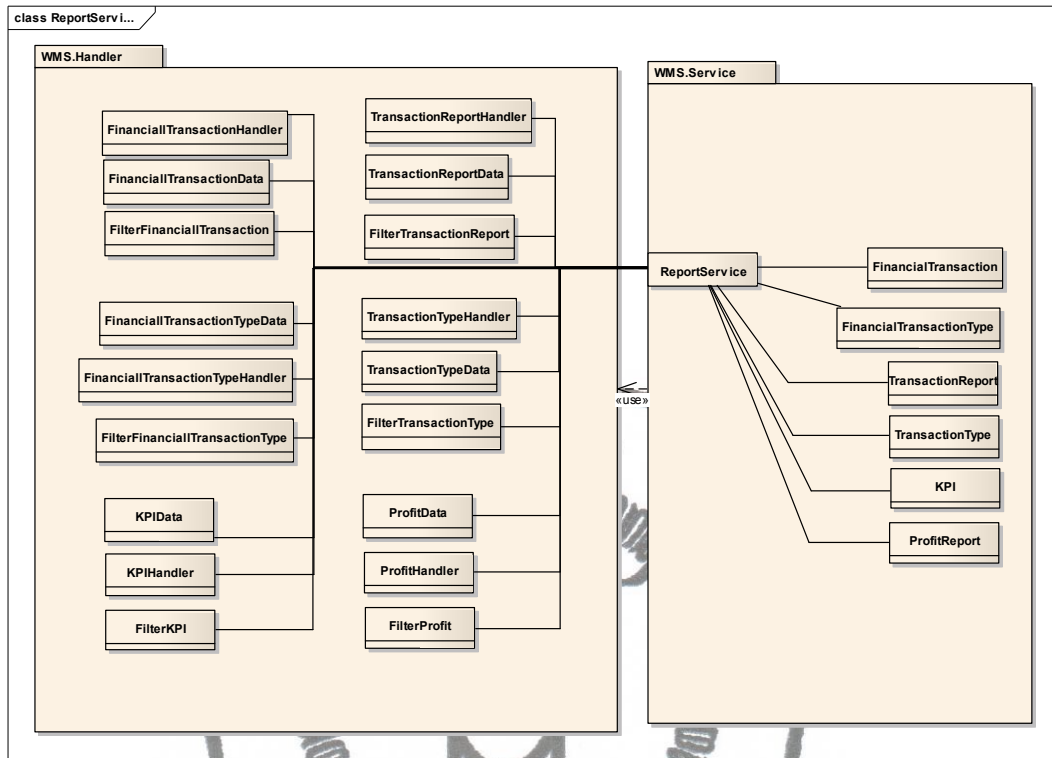 class ReportServi...
WMS.Handler
FinanciallTransactionHandler
FinanciallTransactionData
FilterFinanciallTransaction
FinanciallTransactionTypeData
FinanciallTransactionTypeHandler
FilterFinanciallTransactionType
KPIData
KPIHandler
FilterKPI
TransactionReportHandler
TransactionReportData
FilterTransactionReport
TransactionTypeHandler
TransactionTypeData
FilterTransactionType
ProfitData
ProfitHandler
FilterProfit
«use»
WMS.Service
ReportService
FinancialTransaction
FinancialTransactionType
TransactionReport
TransactionType
KPI
ProfitReport